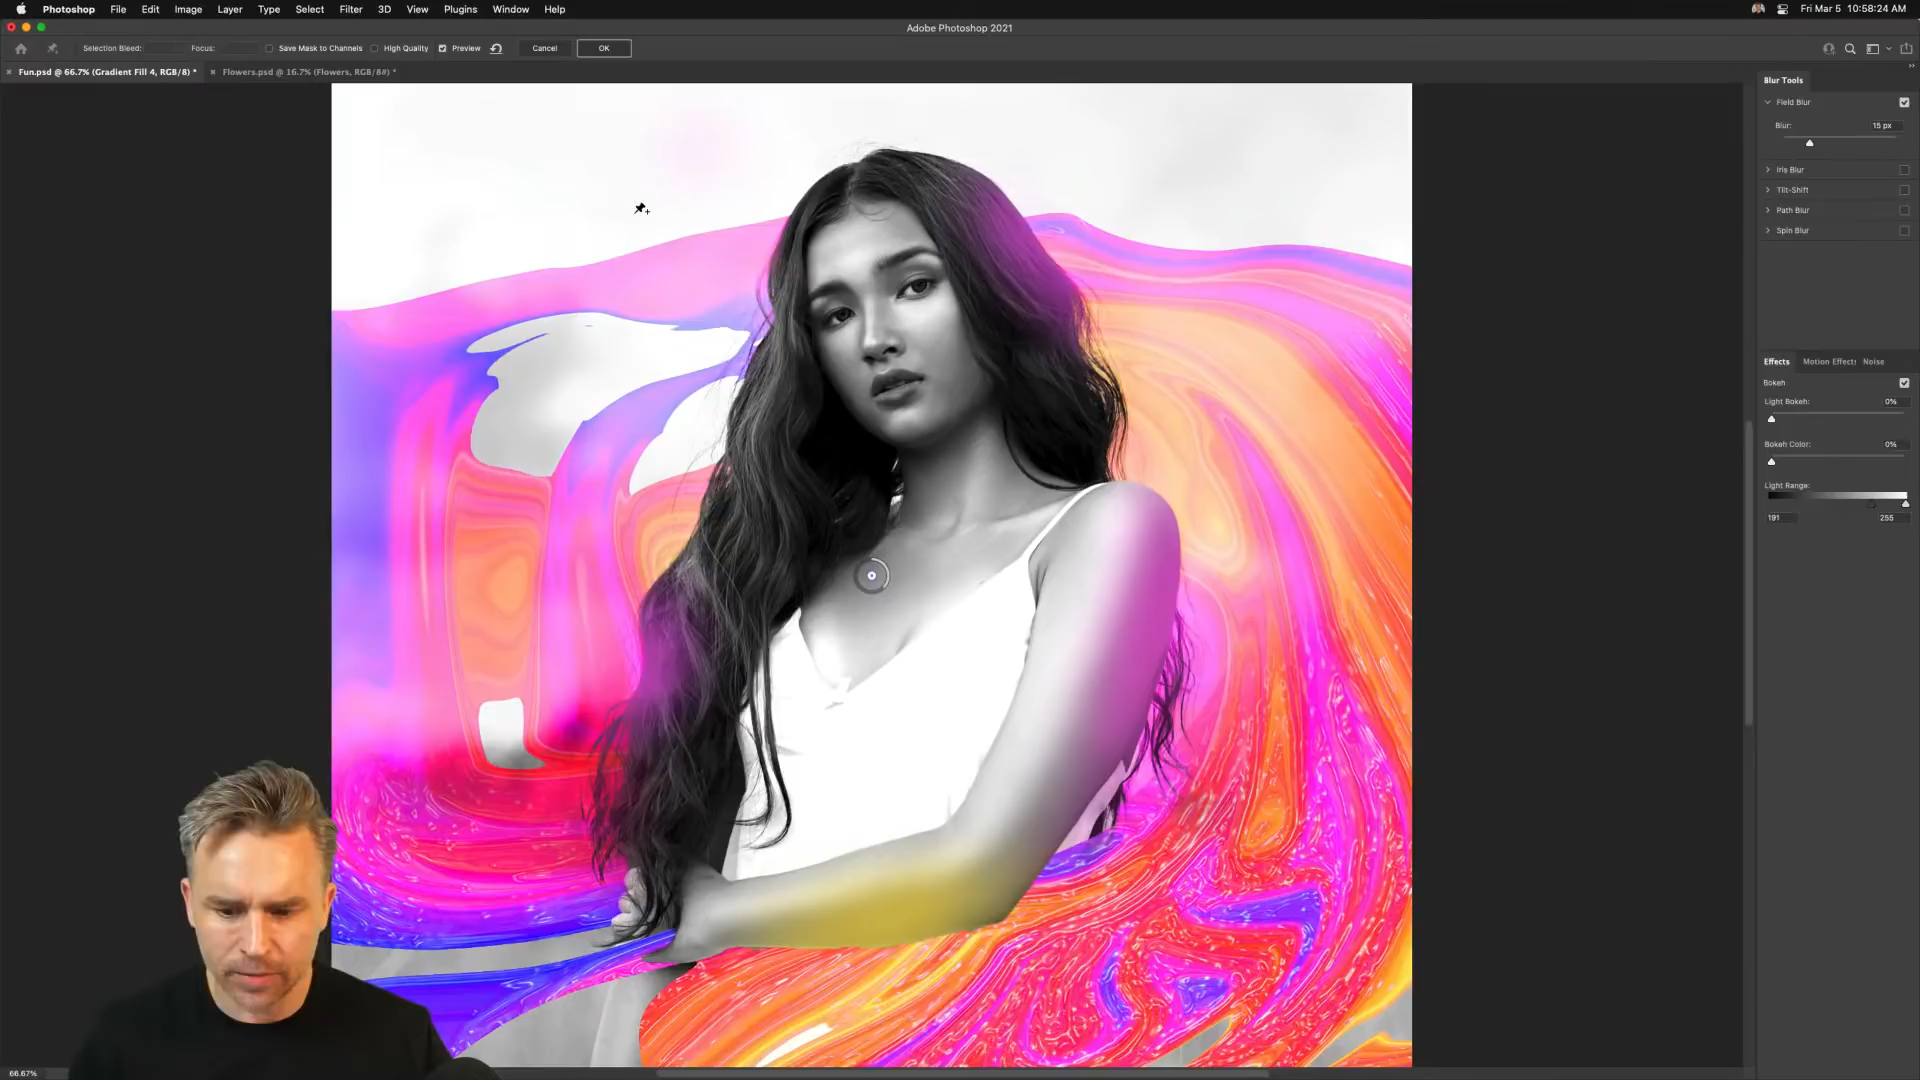 Photoshop File Edit Image Layer Type Select Filter 3D View Plugins Window Help
Fri Mar 5 10:58:24 AM
Adobe Photoshop 2021
Selection Bleed: Focus: Save Mask to Channels High Quality Preview Cancel OK
Fun.psd @ 66.7% (Gradient Fill 4, RGB/8) * Flowers.psd @ 16.7% (Flowers, RGB/8#) *
Blur Tools
Field Blur
Blur: 15 px
Iris Blur
Tilt-Shift
Path Blur
Spin Blur
Effects Motion Effects Noise
Bokeh
Light Bokeh: 0%
Bokeh Color: 0%
Light Range:
191 255
66.67%